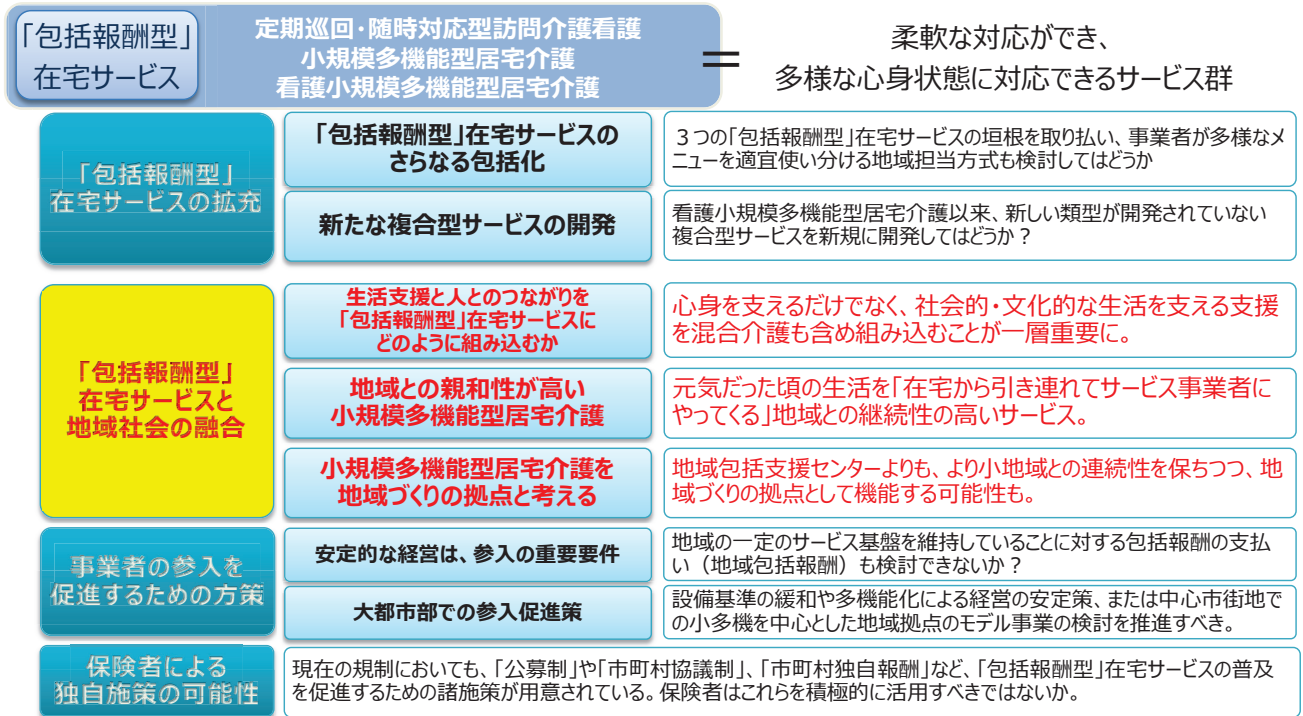 「包括報酬型」
在宅サービス
定期巡回・随時対応型訪問介護看護
小規模多機能型居宅介護
看護小規模多機能型居宅介護
=
柔軟な対応ができ、
多様な心身状態に対応できるサービス群
「包括報酬型」
在宅サービスの拡充
「包括報酬型」在宅サービスの
さらなる包括化
３つの「包括報酬型」在宅サービスの垣根を取り払い、事業者が多様なメ
ニューを適宜使い分ける地域担当方式も検討してはどうか
新たな複合型サービスの開発
看護小規模多機能型居宅介護以来、新しい類型が開発されていない
複合型サービスを新規に開発してはどうか？
「包括報酬型」
在宅サービスと
地域社会の融合
生活支援と人とのつながりを
「包括報酬型」在宅サービスに
どのように組み込むか
心身を支えるだけでなく、社会的・文化的な生活を支える支援
を混合介護も含め組み込むことが一層重要に。
地域との親和性が高い
小規模多機能型居宅介護
元気だった頃の生活を「在宅から引き連れてサービス事業者に
やってくる」地域との継続性の高いサービス。
小規模多機能型居宅介護を
地域づくりの拠点と考える
地域包括支援センターよりも、より小地域との連続性を保ちつつ、地
域づくりの拠点として機能する可能性も。
事業者の参入を
促進するための方策
安定的な経営は、参入の重要要件
地域の一定のサービス基盤を維持していることに対する包括報酬の支払
い（地域包括報酬）も検討できないか？
大都市部での参入促進策
設備基準の緩和や多機能化による経営の安定策、または中心市街地で
の小多機を中心とした地域拠点のモデル事業の検討を推進すべき。
保険者による
独自施策の可能性
現在の規制においても、「公募制」や「市町村協議制」、「市町村独自報酬」など、「包括報酬型」在宅サービスの普及
を促進するための諸施策が用意されている。保険者はこれらを積極的に活用すべきではないか。